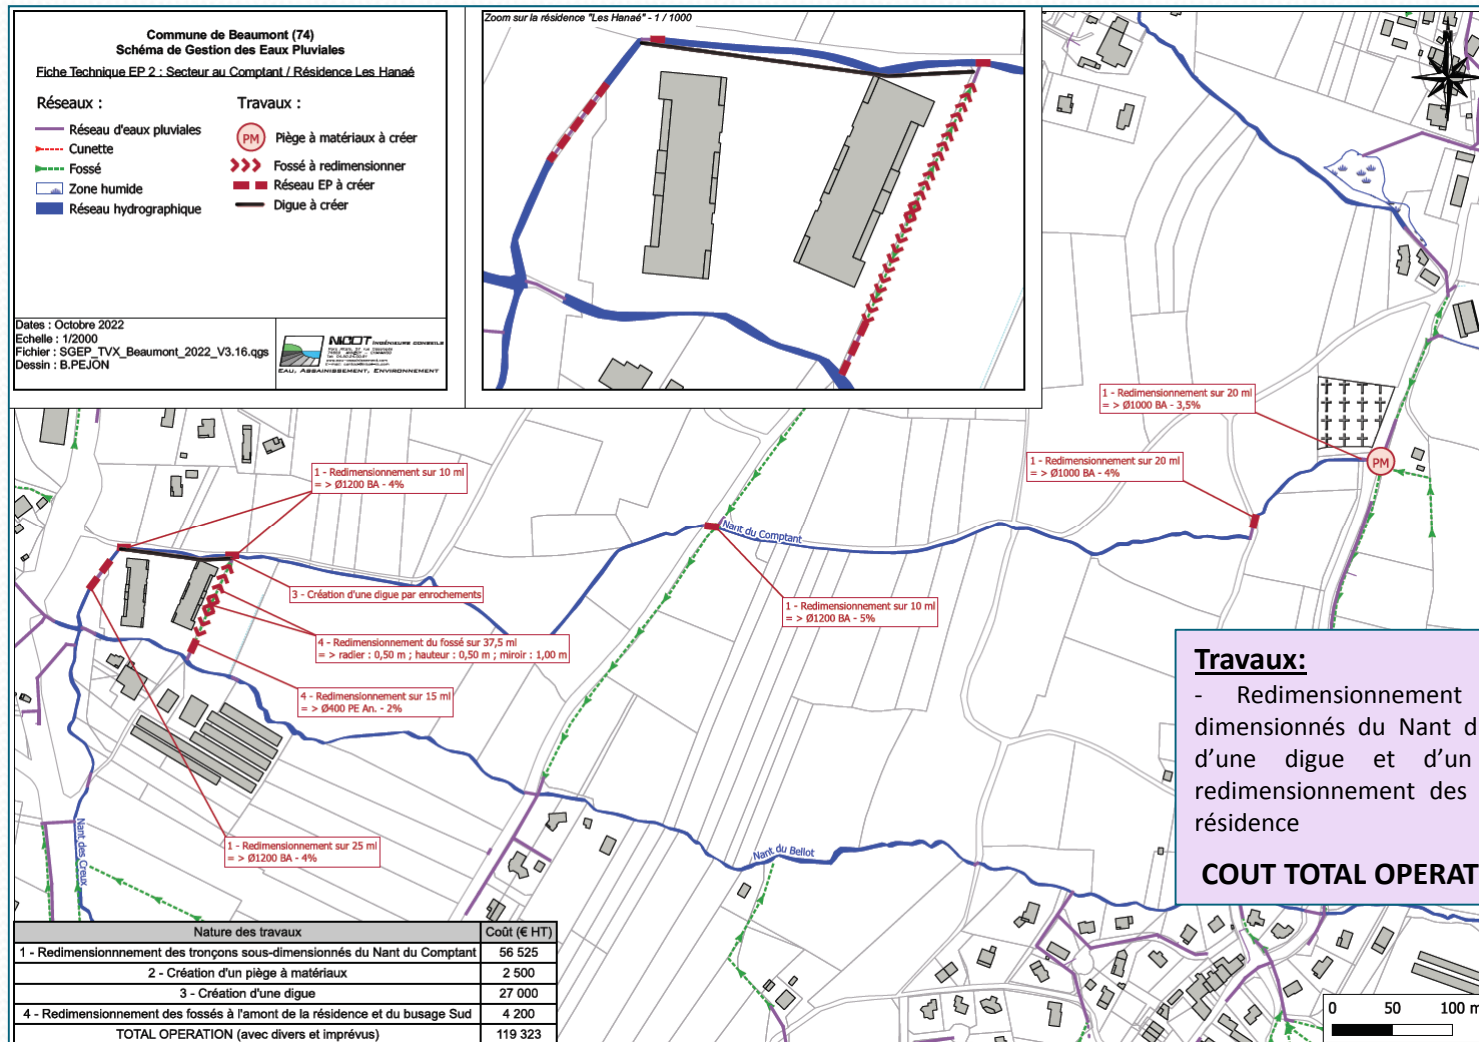 Commune de Beaumont (74)
Schéma de Gestion des Eaux Pluviales
Fiche Technique EP 2 : Secteur au Comptant / Résidence Les Hanaé
Réseaux :
Réseau d'eaux pluviales
Cunette
Fossé
Zone humide
Réseau hydrographique
Travaux :
PM
Piège à matériaux à créer
Fossé à redimensionner
Réseau EP à créer
Digue à créer
Dates : Octobre 2022
Echelle : 1/2000
Fichier : SGEP_TVX_Beaumont_2022_V3.16.qgs
Dessin : B.PEJON
NICOT INGÉNIEURS CONSEILS
EAU, ASSAINISSEMENT, ENVIRONNEMENT
Zoom sur la résidence "Les Hanaé" - 1 / 1000
N
1 - Redimensionnement sur 20 ml
= > Ø1000 BA - 3,5%
PM
1 - Redimensionnement sur 20 ml
= > Ø1000 BA - 4%
1 - Redimensionnement sur 10 ml
= > Ø1200 BA - 4%
Nant du Comptant
3 - Création d'une digue par enrochements
1 - Redimensionnement sur 10 ml
= > Ø1200 BA - 5%
4 - Redimensionnement du fossé sur 37,5 ml
= > radier : 0,50 m ; hauteur : 0,50 m ; miroir : 1,00 m
4 - Redimensionnement sur 15 ml
= > Ø400 PE An. - 2%
1 - Redimensionnement sur 25 ml
= > Ø1200 BA - 4%
Nant des Creux
Nant du Bellot
Travaux:
- Redimensionnement
dimensionnés du Nant d
d'une digue et d'un
redimensionnement des
résidence
COUT TOTAL OPERAT
Nature des travaux Coût (€ HT)
1 - Redimensionnnement des tronçons sous-dimensionnés du Nant du Comptant 56 525
2 - Création d'un piège à matériaux 2 500
3 - Création d'une digue 27 000
4 - Redimensionnement des fossés à l'amont de la résidence et du busage Sud 4 200
TOTAL OPERATION (avec divers et imprévus) 119 323
0 50 100 m